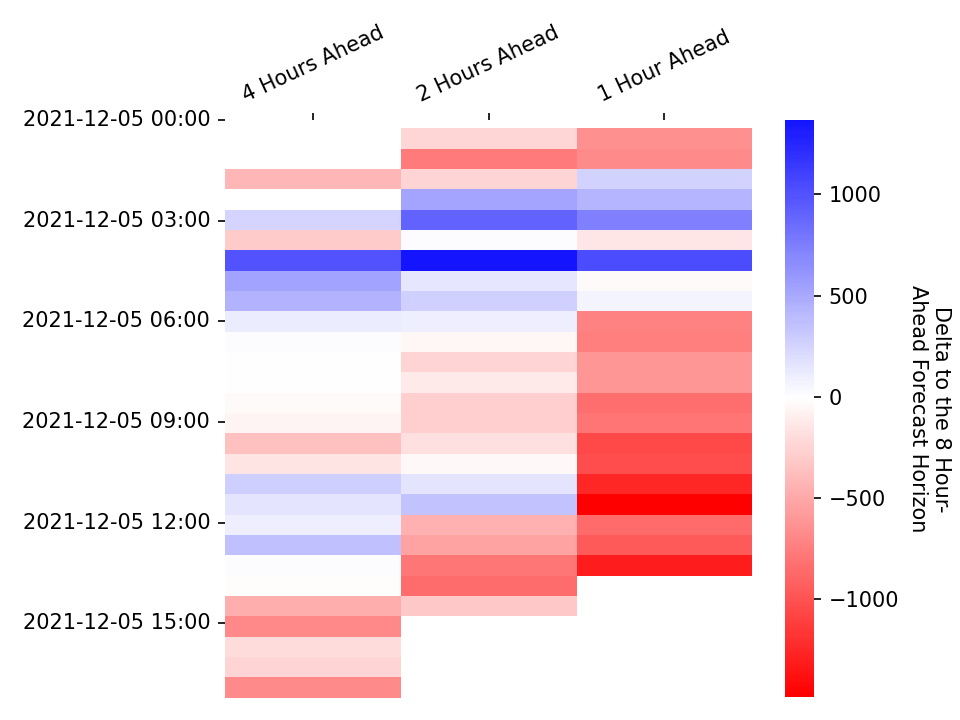 4 Hours Ahead
2 Hours Ahead
1 Hour Ahead
2021-12-05 00:00
2021-12-05 03:00
2021-12-05 06:00
2021-12-05 09:00
2021-12-05 12:00
2021-12-05 15:00
1000
500
0
−500
−1000
Delta to the 8 Hour-
Ahead Forecast Horizon